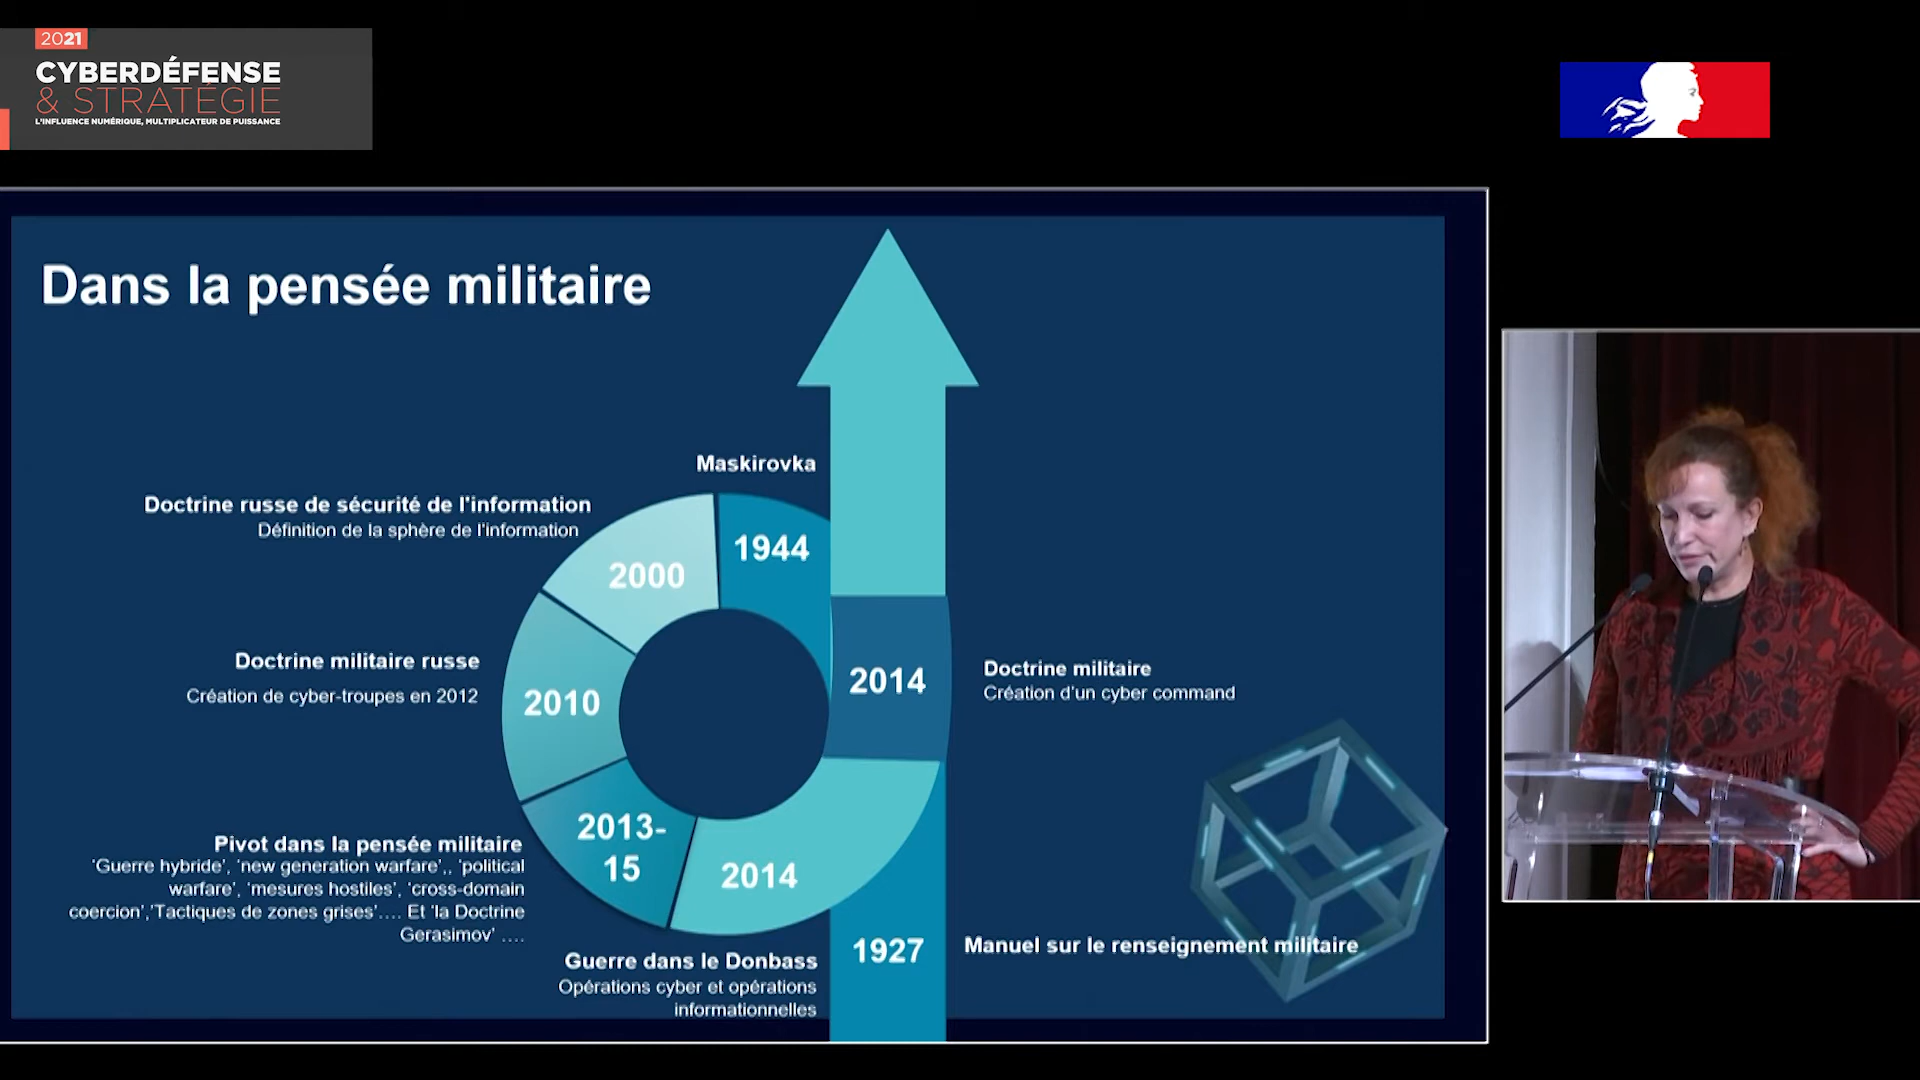 2021
CYBERDÉFENSE
& STRATÉGIE
L'INFLUENCE NUMÉRIQUE, MULTIPLICATEUR DE PUISSANCE
Dans la pensée militaire
Maskirovka
1944
Doctrine russe de sécurité de l'information
Définition de la sphère de l'information
2000
Doctrine militaire russe
Création de cyber-troupes en 2012
2010
Pivot dans la pensée militaire
'Guerre hybride', 'new generation warfare',, 'political
warfare', 'mesures hostiles', 'cross-domain
coercion','Tactiques de zones grises'.... Et 'la Doctrine
Gerasimov' ....
2013-
15
2014
Guerre dans le Donbass
Opérations cyber et opérations
informationnelles
2014
Doctrine militaire
Création d'un cyber command
1927
Manuel sur le renseignement militaire